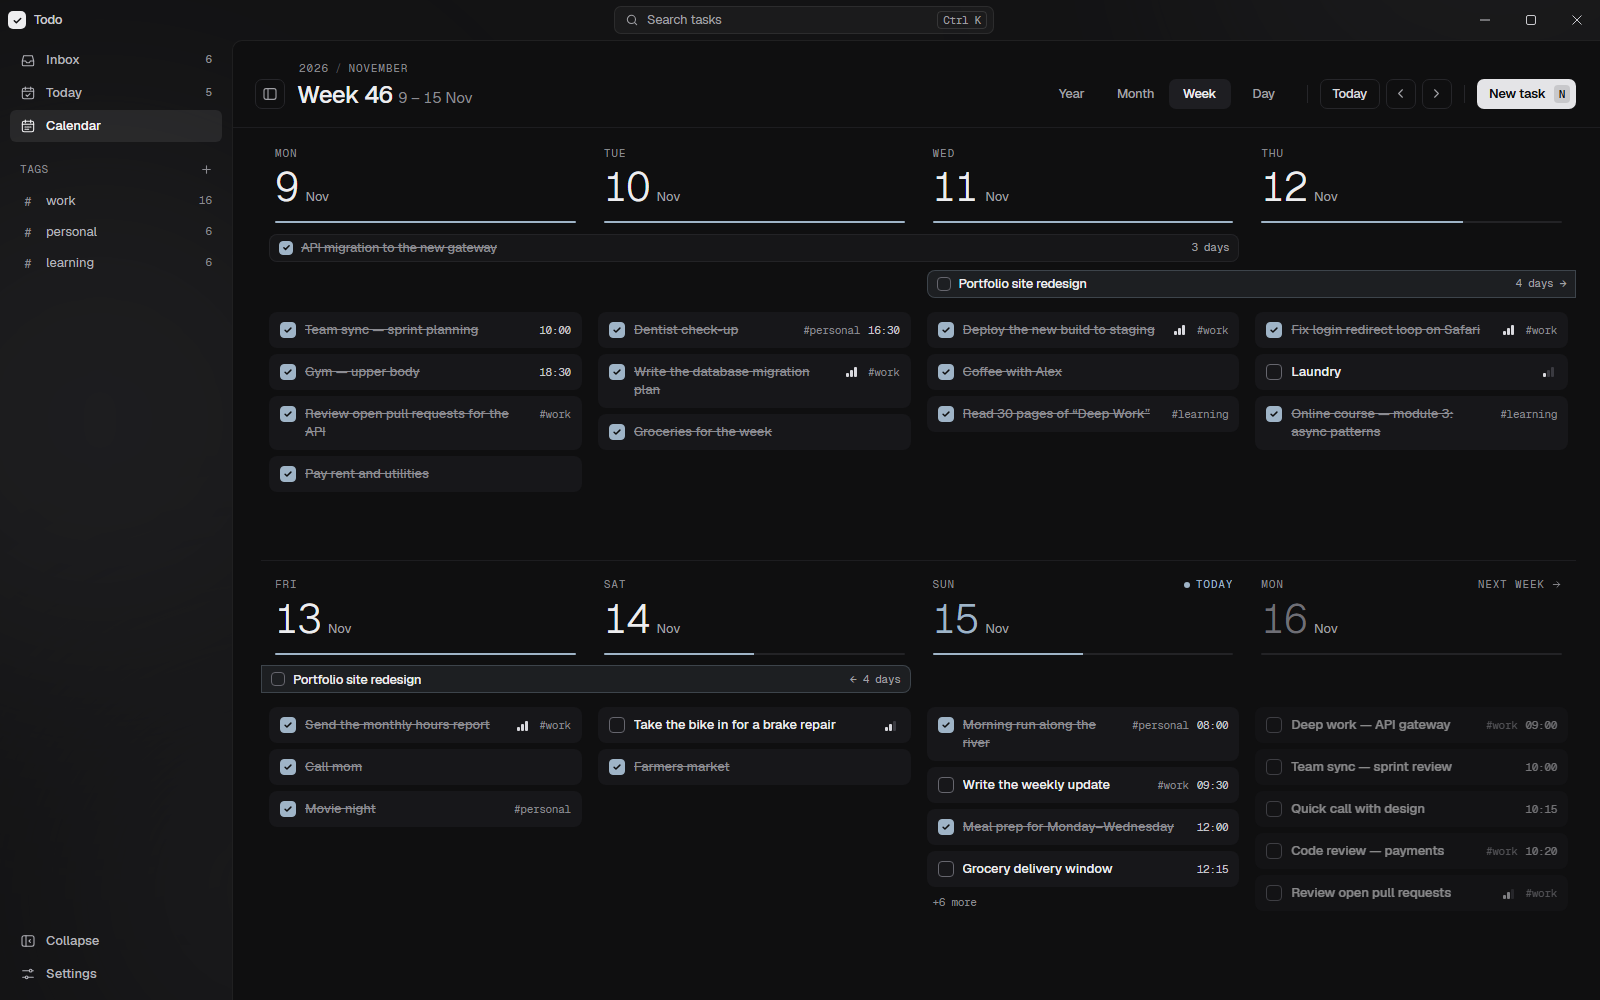 Todo
Search tasks
Ctrl K
Inbox 6
Today 5
Calendar
TAGS
# work 16
# personal 6
# learning 6
Collapse
Settings
2026 / NOVEMBER
Week 46 9 – 15 Nov
Year Month Week Day
Today
New task N
MON
9 Nov
TUE
10 Nov
WED
11 Nov
THU
12 Nov
API migration to the new gateway 3 days
Portfolio site redesign 4 days →
Team sync — sprint planning 10:00
Gym — upper body 18:30
Review open pull requests for the #work
API
Pay rent and utilities
Dentist check-up #personal 16:30
Write the database migration #work
plan
Groceries for the week
Deploy the new build to staging #work
Coffee with Alex
Read 30 pages of “Deep Work” #learning
Fix login redirect loop on Safari #work
Laundry
Online course — module 3: #learning
async patterns
FRI
13 Nov
SAT
14 Nov
SUN TODAY
15 Nov
MON NEXT WEEK →
16 Nov
Portfolio site redesign ← 4 days
Send the monthly hours report #work
Call mom
Movie night #personal
Take the bike in for a brake repair
Farmers market
Morning run along the #personal 08:00
river
Write the weekly update #work 09:30
Meal prep for Monday–Wednesday 12:00
Grocery delivery window 12:15
+6 more
Deep work — API gateway #work 09:00
Team sync — sprint review 10:00
Quick call with design 10:15
Code review — payments #work 10:20
Review open pull requests #work